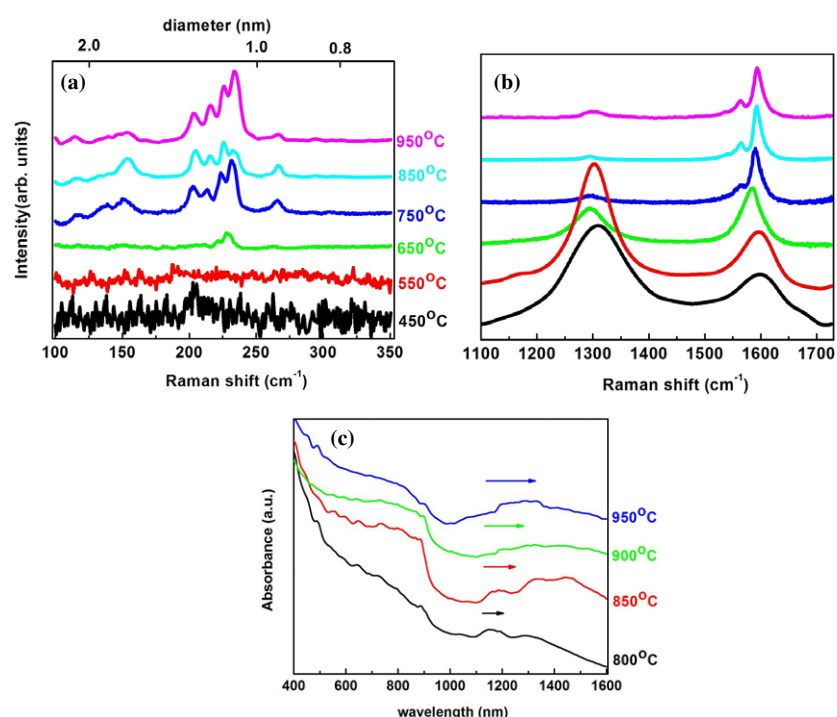 diameter (nm)
2.0 1.0 0.8
(a)
Intensity(arb. units)
950°C
850°C
750°C
650°C
550°C
450°C
100 150 200 250 300 350
Raman shift (cm⁻¹)
(b)
1100 1200 1300 1400 1500 1600 1700
Raman shift (cm⁻¹)
(c)
Absorbance (a.u.)
950°C
900°C
850°C
800°C
400 600 800 1000 1200 1400 1600
wavelength (nm)